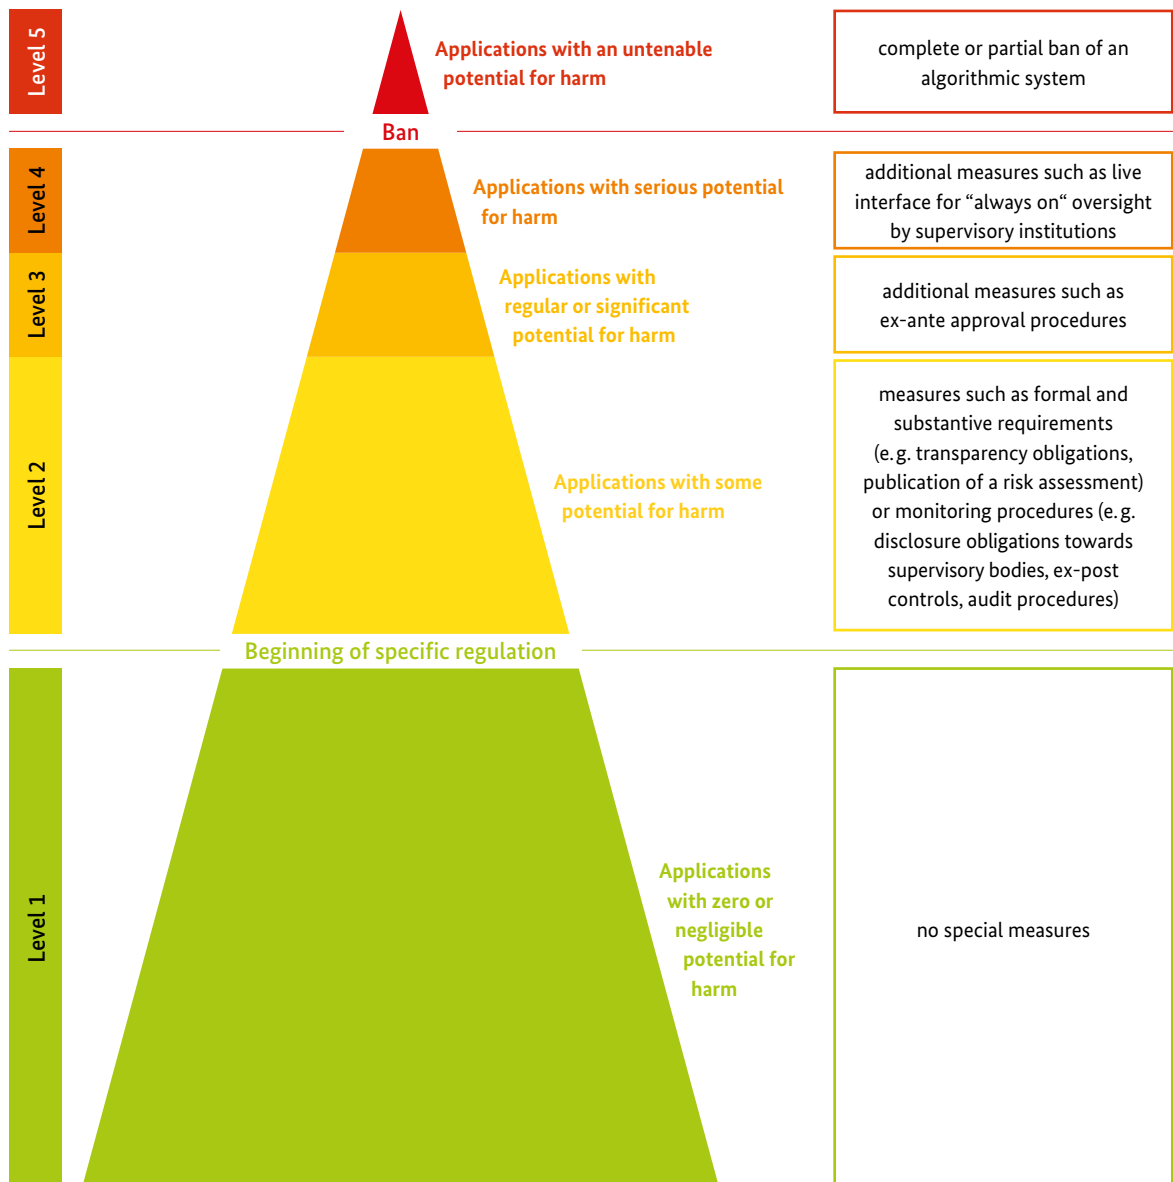 Level 5
Applications with an untenable
potential for harm
complete or partial ban of an
algorithmic system
Ban
Level 4
Applications with serious potential
for harm
additional measures such as live
interface for “always on“ oversight
by supervisory institutions
Level 3
Applications with
regular or significant
potential for harm
additional measures such as
ex-ante approval procedures
Level 2
Applications with some
potential for harm
measures such as formal and
substantive requirements
(e. g. transparency obligations,
publication of a risk assessment)
or monitoring procedures (e. g.
disclosure obligations towards
supervisory bodies, ex-post
controls, audit procedures)
Beginning of specific regulation
Level 1
Applications
with zero or
negligible
potential for
harm
no special measures